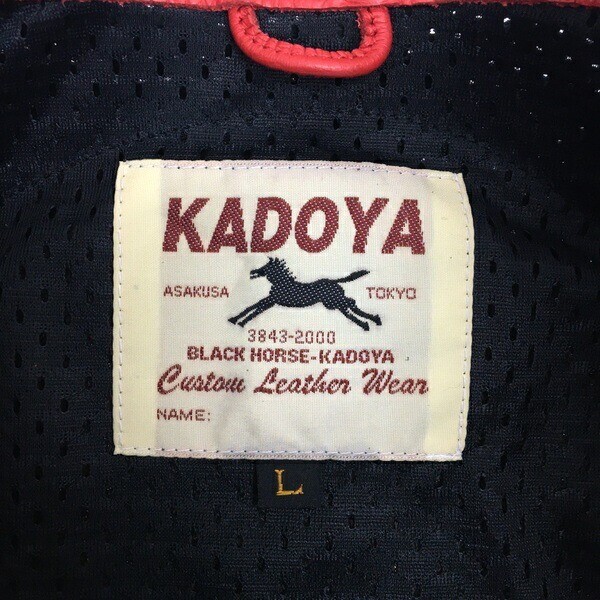 KADOYA
ASAKUSA TOKYO
3843-2000
BLACK HORSE-KADOYA
Custom Leather Wear
NAME:
L